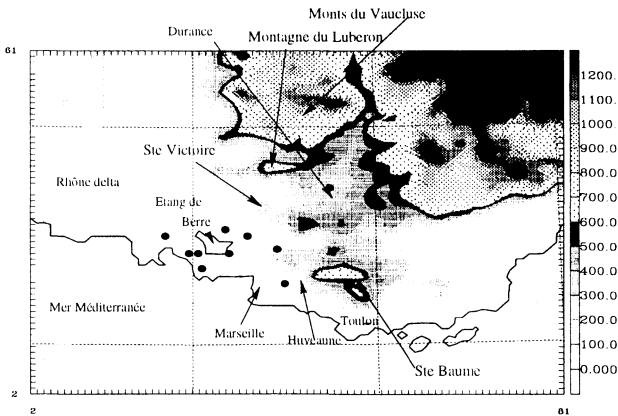 Monts du Vaucluse
Durance
Montagne du Luberon
61
Ste Victoire
Rhône delta
Etang de
Berre
Mer Méditerranée
Marseille
Huveaune
Toulon
Ste Baume
2
2
81
1200.
1100.
1000.
900.0
800.0
700.0
600.0
500.0
400.0
300.0
200.0
100.0
0.000